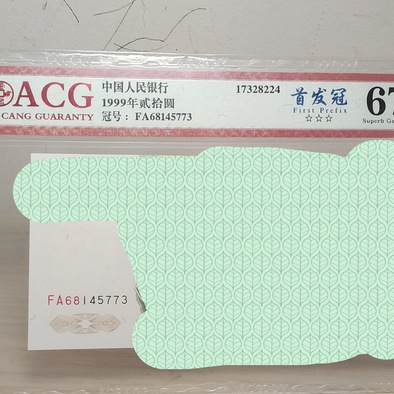 ACG
CANG GUARANTY
中国人民银行
1999年贰拾圆
冠号: FA68145773
17328224
首发冠
First Prefix
☆☆☆
67
Superb Ge
FA68145773